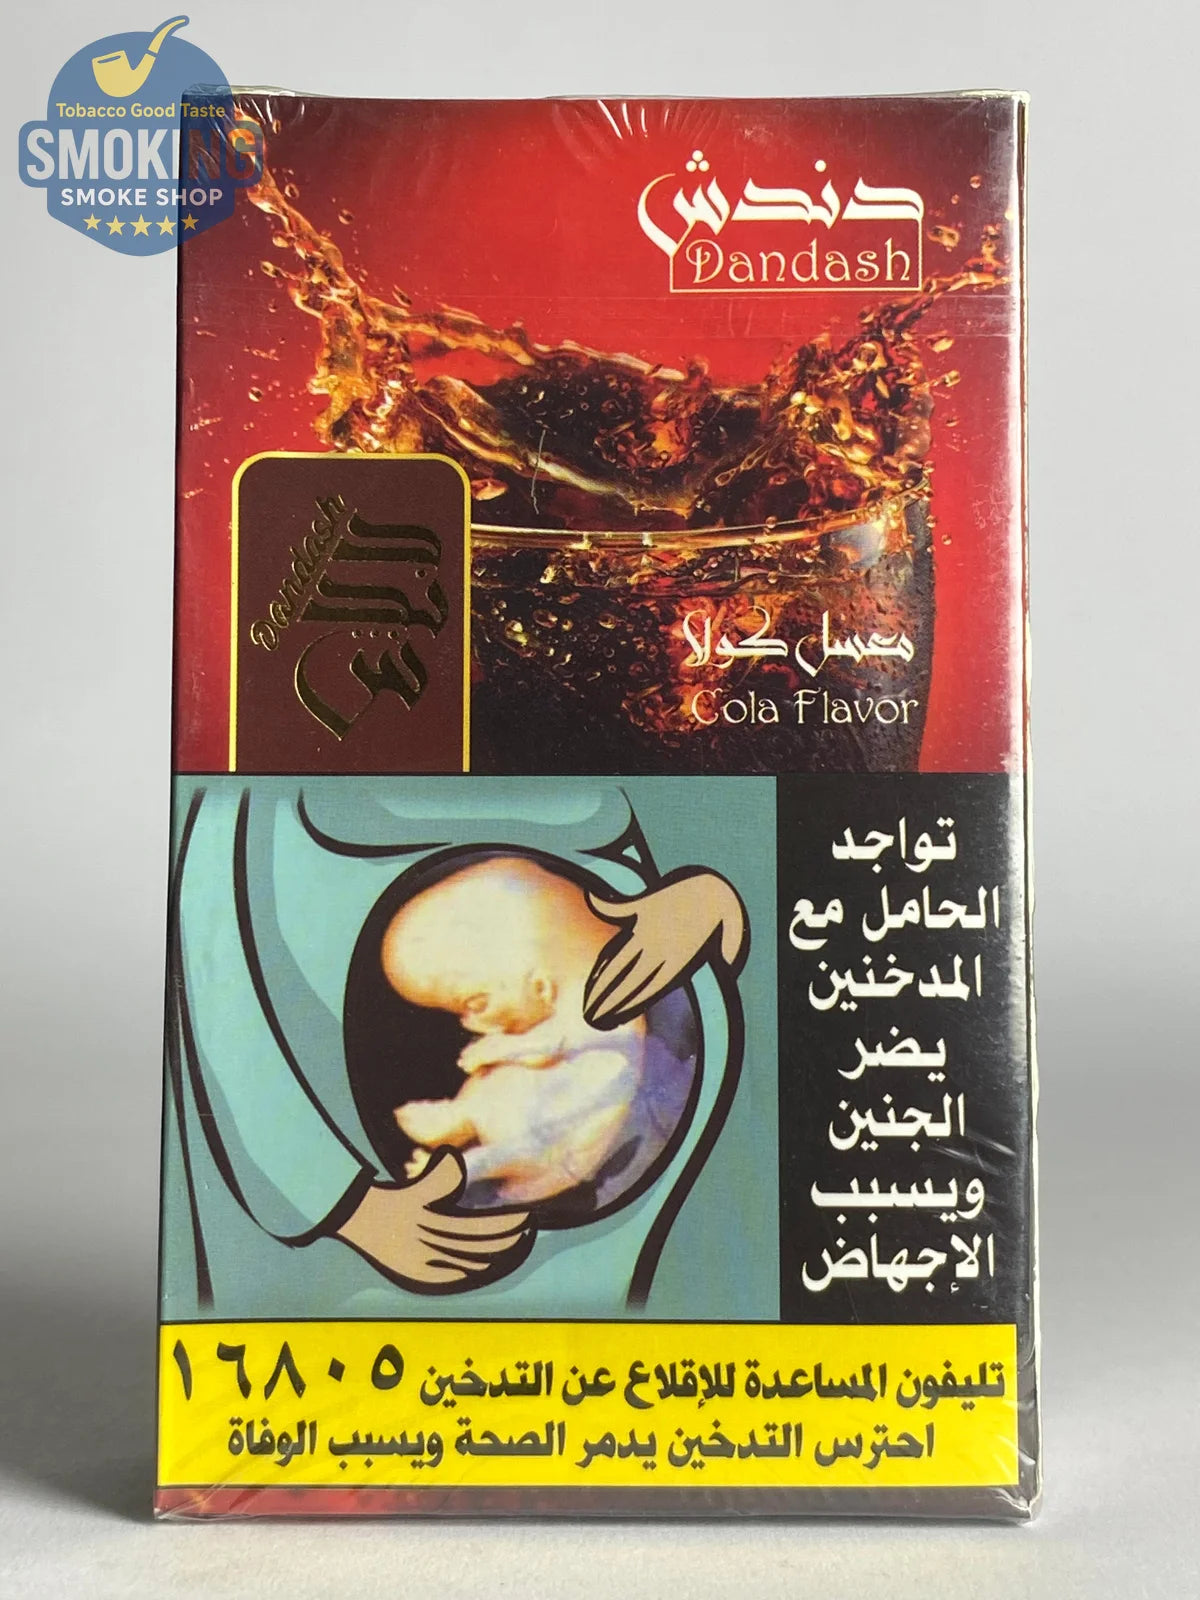 Tobacco Good Taste
SMOKING
SMOKE SHOP
دندش
Dandash
Dandash
دندش
معسل كولا
Cola Flavor
تواجد
الحامل مع
المدخنين
يضر
الجنين
ويسبب
الإجهاض
تليفون المساعدة للإقلاع عن التدخين ١٦٨٠٥
احترس التدخين يدمر الصحة ويسبب الوفاة